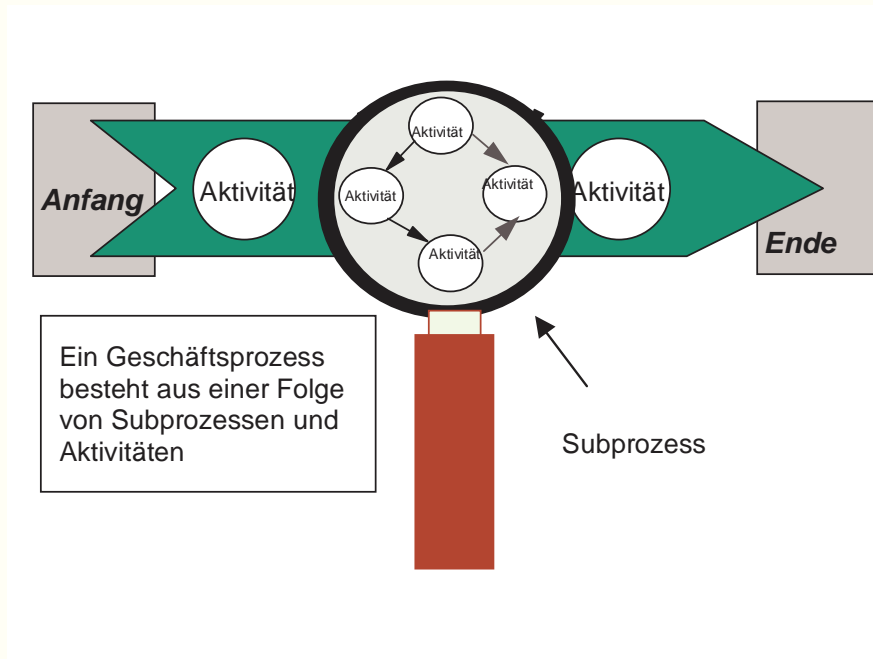 Anfang
Aktivität
Aktivität
Aktivität
Aktivität
Aktivität
Aktivität
Ende
Ein Geschäftsprozess
besteht aus einer Folge
von Subprozessen und
Aktivitäten
Subprozess